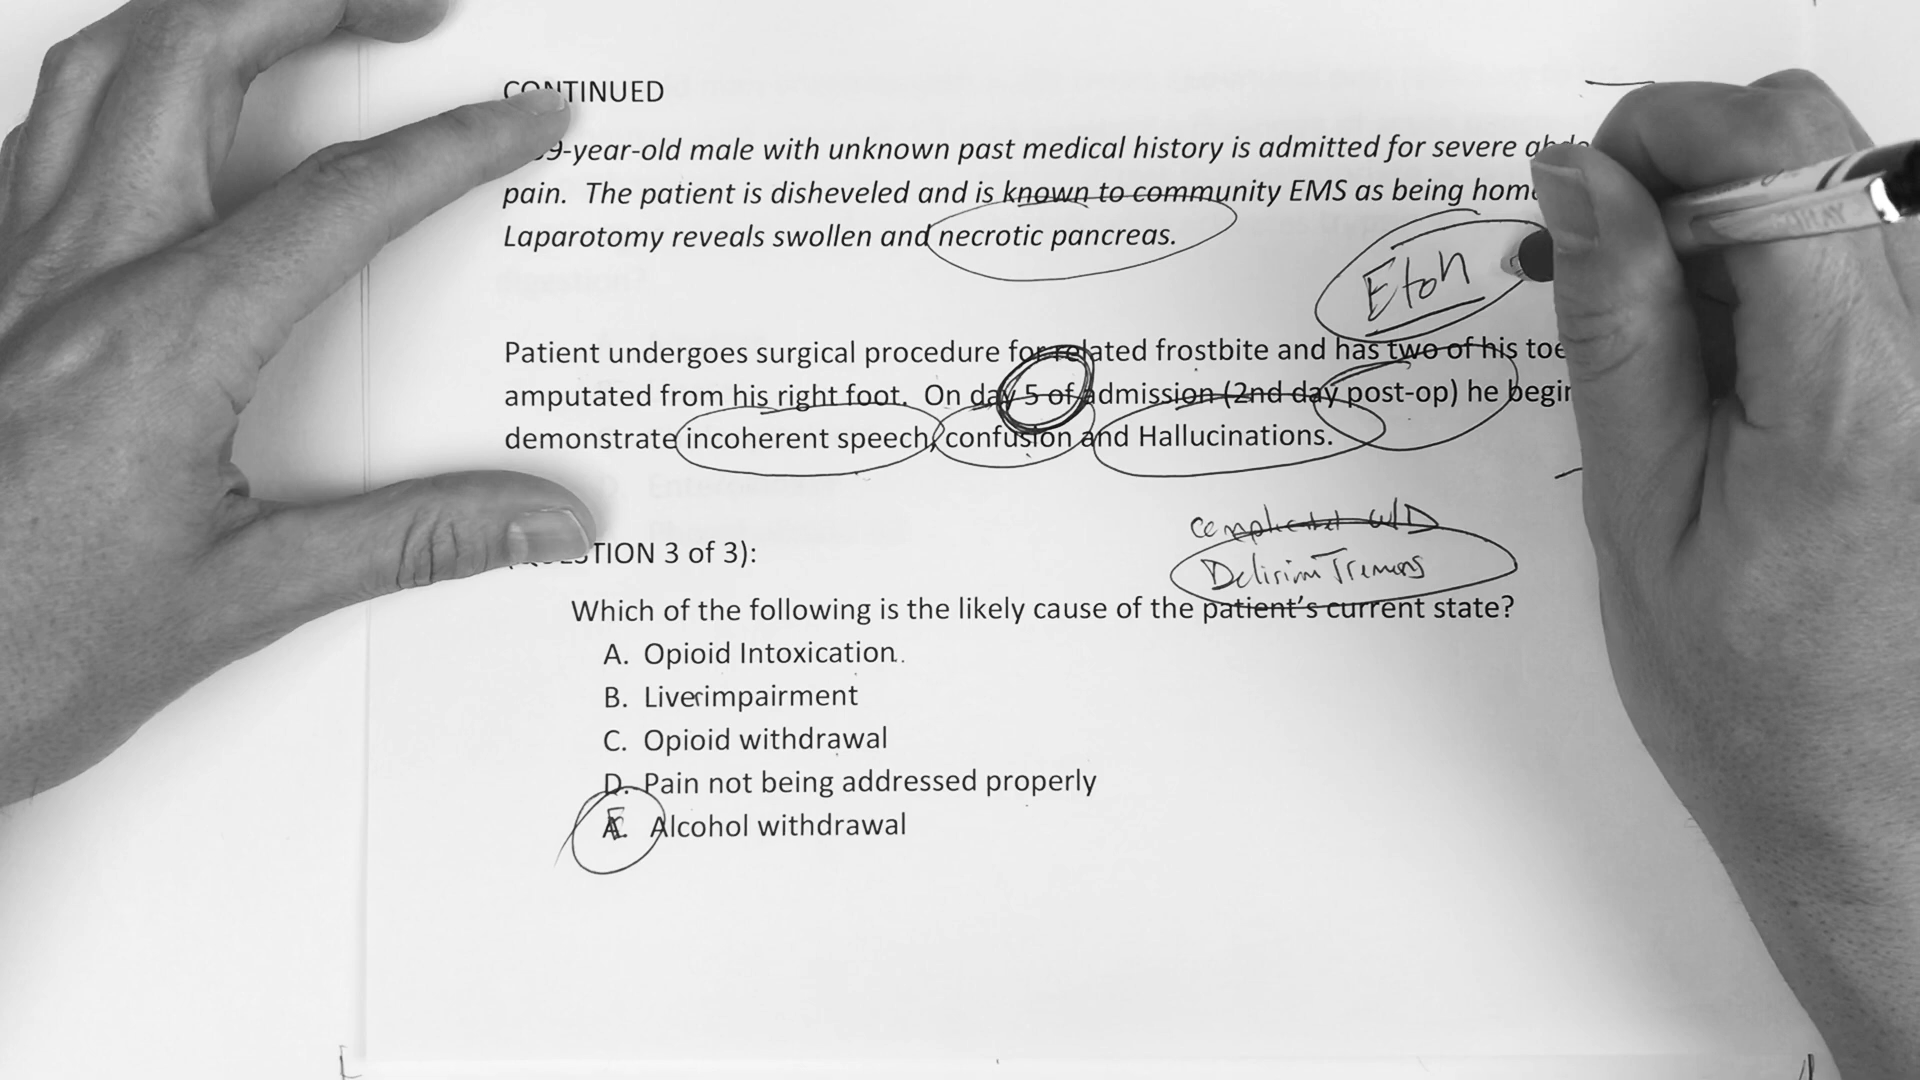 CONTINUED
9-year-old male with unknown past medical history is admitted for severe
pain. The patient is disheveled and is known to community EMS as being
Laparotomy reveals swollen and necrotic pancreas.
Etoh
Patient undergoes surgical procedure for related frostbite and has two of his
amputated from his right foot. On day 5 of admission (2nd day post-op) he
demonstrate incoherent speech, confusion and Hallucinations.
W/D
Delirium Tremens
TION 3 of 3):
Which of the following is the likely cause of the patient's current state?
A. Opioid Intoxication.
B. Liver impairment
C. Opioid withdrawal
D. Pain not being addressed properly
E. Alcohol withdrawal